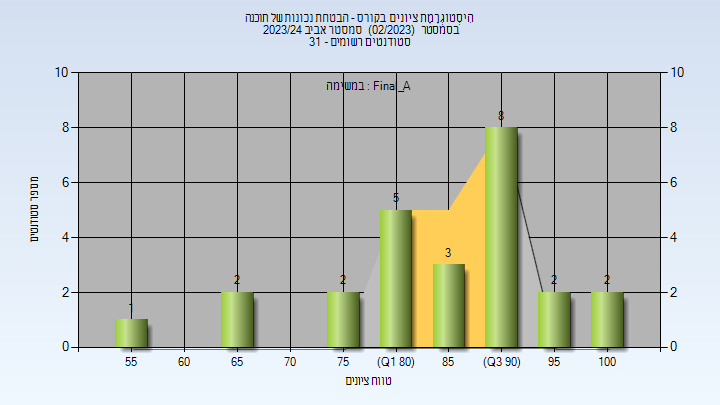 היסטוגרמת ציונים בקורס - הבטחת נכונות של תוכנה
בסמסטר (02/2023) סמסטר אביב 2023/24
סטודנטים רשומים - 31
במשימה : Final_A
מספר סטודנטים
10 10
8 8
6 6
4 4
2 2
0 0
1 2 2 5 3 8 2 2
55 60 65 70 75 (Q1 80) 85 (Q3 90) 95 100
טווח ציונים